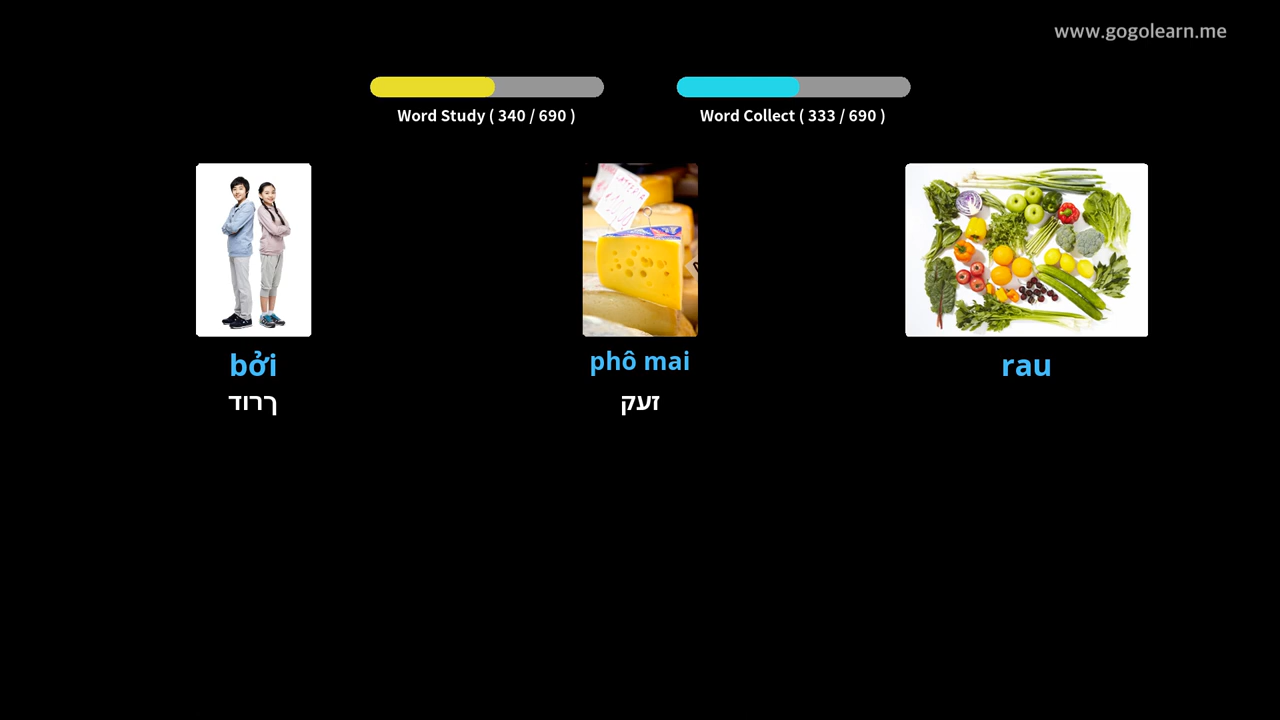 www.gogolearn.me
Word Study ( 340 / 690 )
Word Collect ( 333 / 690 )
bởi
phô mai
rau
ךרוד
זעק